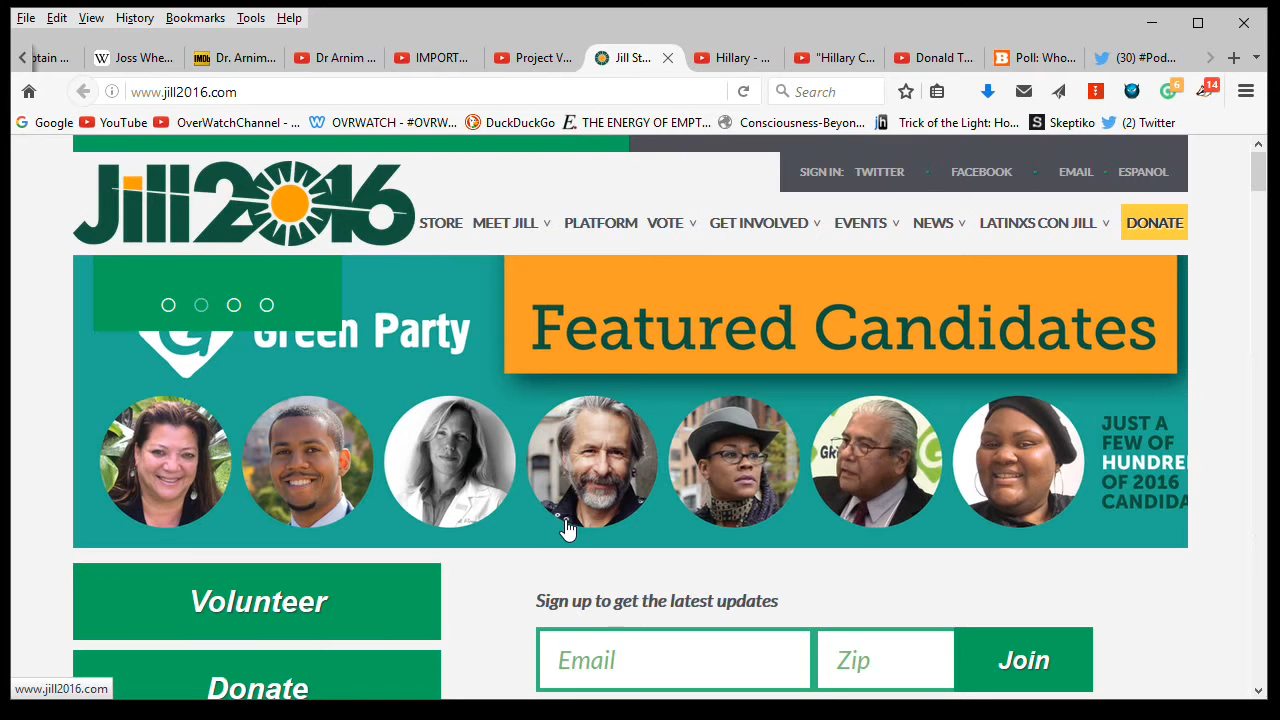 File Edit View History Bookmarks Tools Help
ptain ... Joss Whe... Dr. Arnim... Dr Arnim ... IMPORT... Project V... Jill St... Hillary - ... "Hillary C... Donald T... Poll: Who... (30) #Pod...
www.jill2016.com Search 6 14
Google YouTube OverWatchChannel - ... OVRWATCH - #OVRW... DuckDuckGo THE ENERGY OF EMPT... Consciousness-Beyon... Trick of the Light: Ho... Skeptiko (2) Twitter
SIGN IN: TWITTER FACEBOOK EMAIL ESPANOL
Jill2016
STORE MEET JILL PLATFORM VOTE GET INVOLVED EVENTS NEWS LATINXS CON JILL DONATE
Green Party
Featured Candidates
JUST A
FEW OF
HUNDRE
OF 2016
CANDIDA
Volunteer
Donate
Sign up to get the latest updates
Email Zip Join
www.jill2016.com